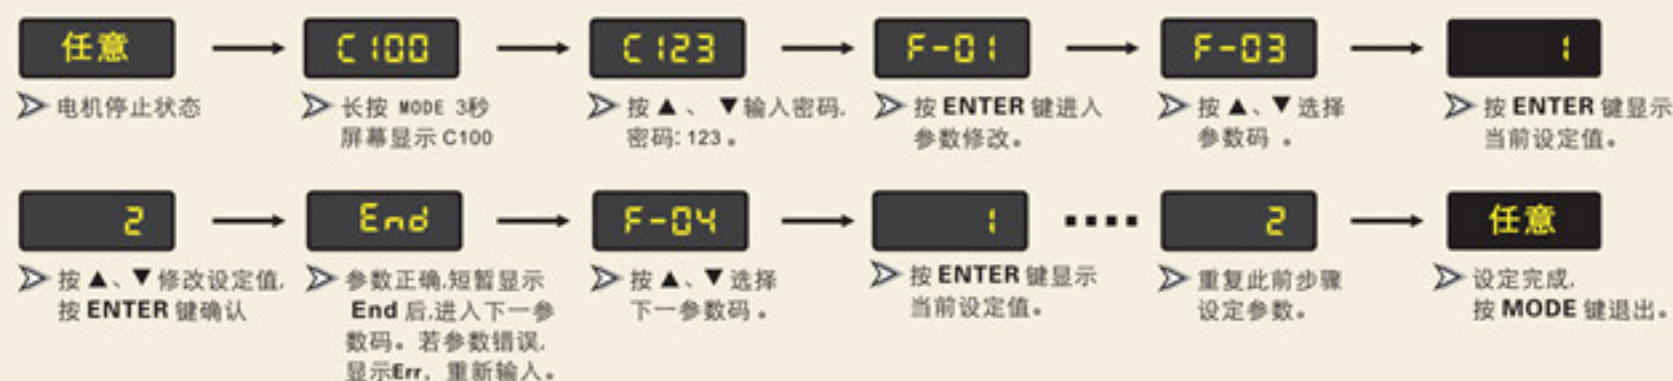 任意
C100
C123
F-01
F-03
1
电机停止状态
长按 MODE 3秒
屏幕显示 C100
按 ▲、 ▼输入密码.
密码: 123 。
按 ENTER 键进入
参数修改。
按 ▲、▼ 选择
参数码 。
按 ENTER 键显示
当前设定值。
2
End
F-04
1
2
任意
按 ▲、▼ 修改设定值.
按 ENTER 键确认
参数正确.短暂显示
End 后.进入下一参
数码。若参数错误.
显示Err, 重新输入。
按 ▲、▼ 选择
下一参数码 。
按 ENTER 键显示
当前设定值。
重复此前步骤
设定参数。
设定完成.
按 MODE 键退出。